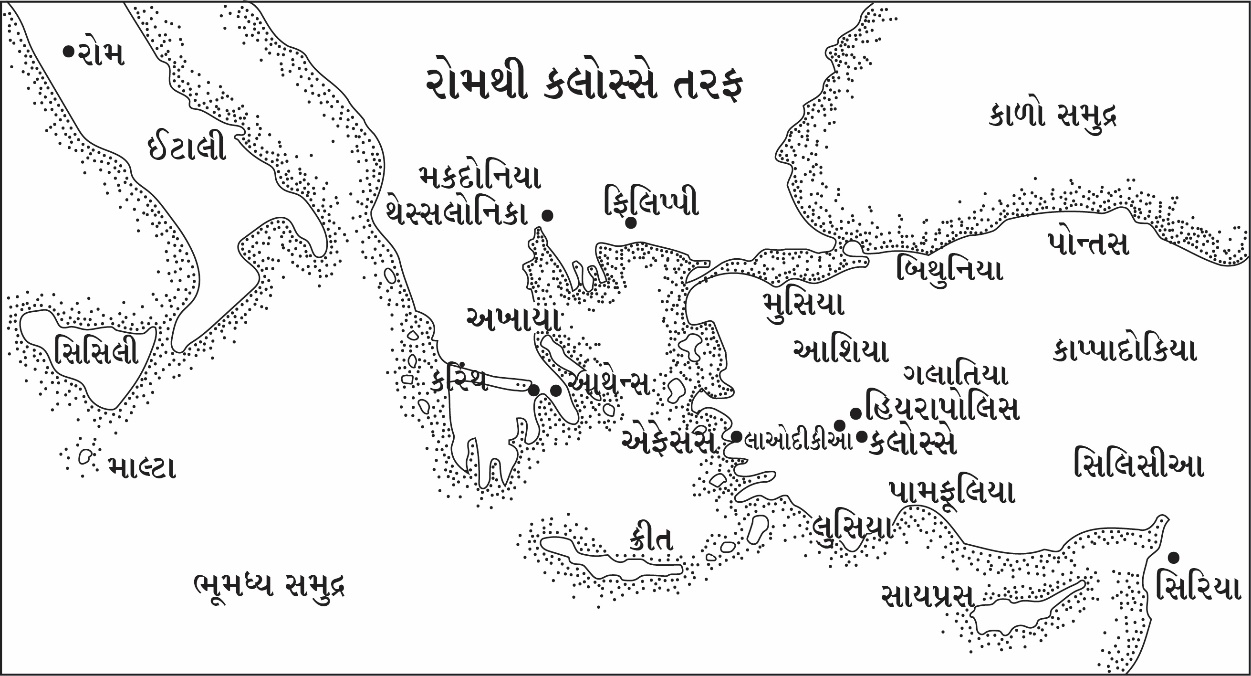 રોમ
રોમથી કલોસ્સે તરફ
કાળો સમુદ્ર
ઈટાલી
મકદોનિયા
થેસ્સલોનિકા
ફિલિપ્પી
પોન્તસ
બિથુનિયા
મુસિયા
અખાયા
સિસિલી
આશિયા
કાપ્પાદોકિયા
ગલાતિયા
કરિંથ
આથેન્સ
હિયરાપોલિસ
એફેસસ
લાઓદીકીઆ
કલોસ્સે
માલ્ટા
સિલિસીઆ
પામફૂલિયા
લુસિયા
ક્રીત
ભૂમધ્ય સમુદ્ર
સાયપ્રસ
સિરિયા